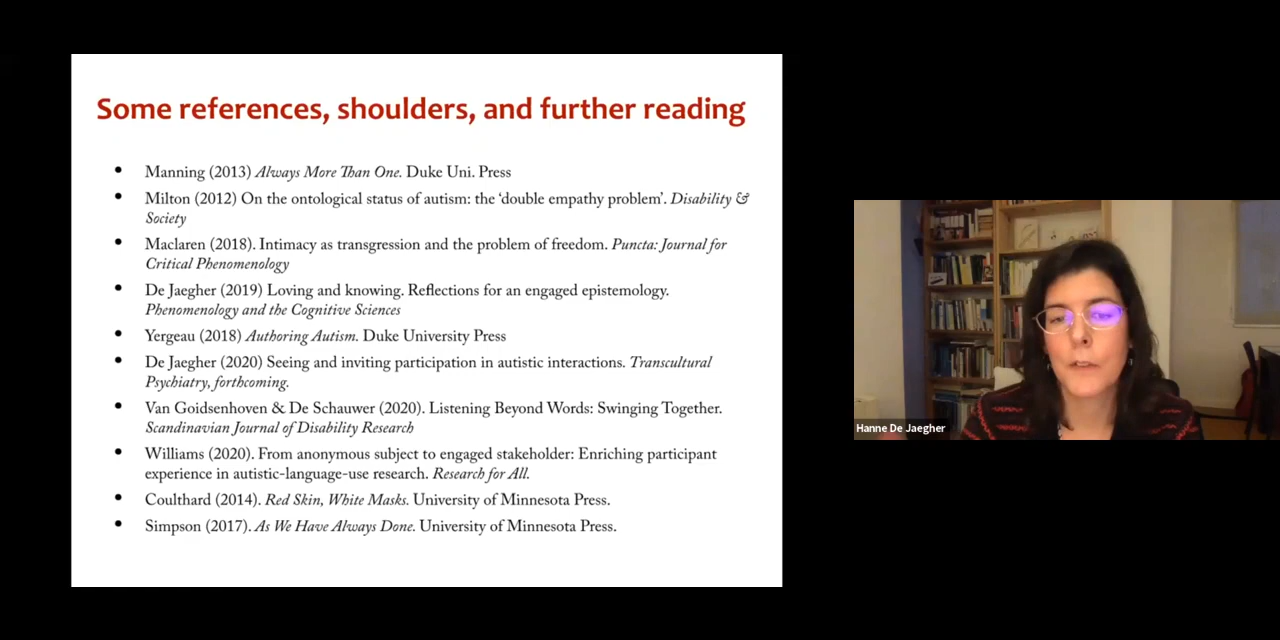 Some references, shoulders, and further reading
• Manning (2013) Always More Than One. Duke Uni. Press
• Milton (2012) On the ontological status of autism: the ‘double empathy problem’. Disability &
Society
• Maclaren (2018). Intimacy as transgression and the problem of freedom. Puncta: Journal for
Critical Phenomenology
• De Jaegher (2019) Loving and knowing. Reflections for an engaged epistemology.
Phenomenology and the Cognitive Sciences
• Yergeau (2018) Authoring Autism. Duke University Press
• De Jaegher (2020) Seeing and inviting participation in autistic interactions. Transcultural
Psychiatry, forthcoming.
• Van Goidsenhoven & De Schauwer (2020). Listening Beyond Words: Swinging Together.
Scandinavian Journal of Disability Research
• Williams (2020). From anonymous subject to engaged stakeholder: Enriching participant
experience in autistic-language-use research. Research for All.
• Coulthard (2014). Red Skin, White Masks. University of Minnesota Press.
• Simpson (2017). As We Have Always Done. University of Minnesota Press.
Hanne De Jaegher